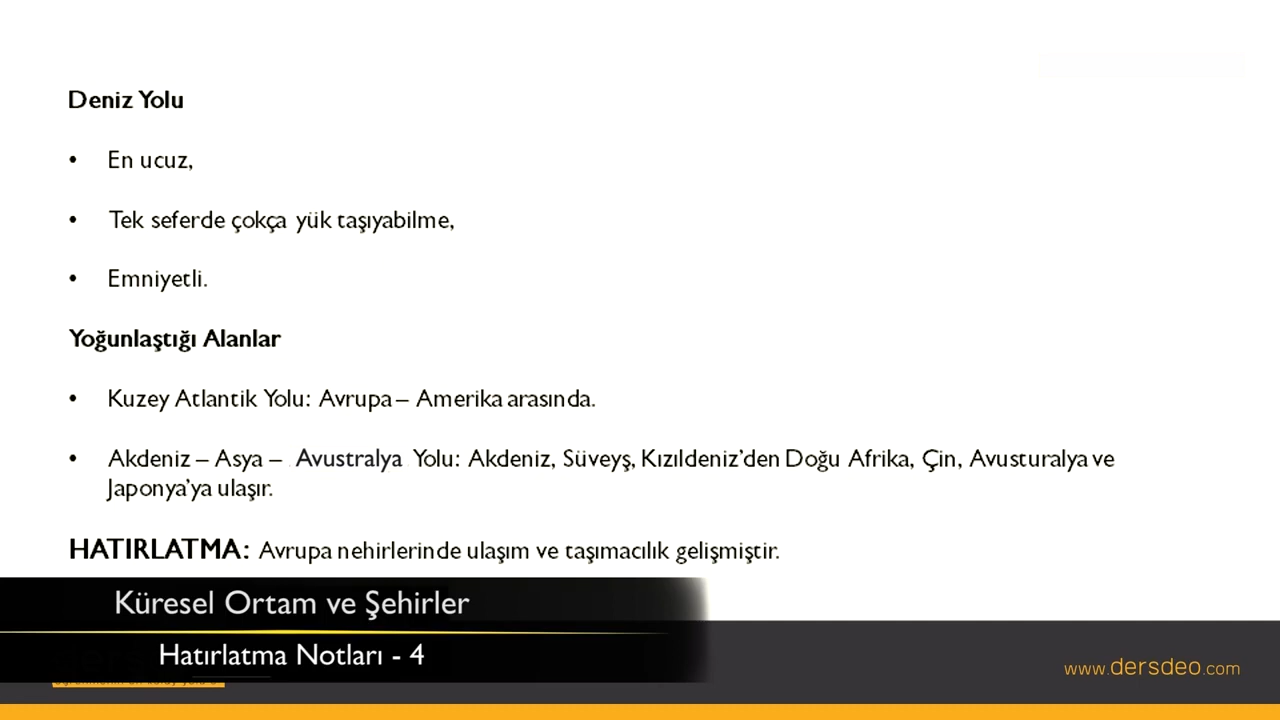 Deniz Yolu
• En ucuz,
• Tek seferde çokça yük taşıyabilme,
• Emniyetli.
Yoğunlaştığı Alanlar
• Kuzey Atlantik Yolu: Avrupa – Amerika arasında.
• Akdeniz – Asya – Avustralya Yolu: Akdeniz, Süveyş, Kızıldeniz’den Doğu Afrika, Çin, Avusturalya ve
Japonya’ya ulaşır.
HATIRLATMA: Avrupa nehirlerinde ulaşım ve taşımacılık gelişmiştir.
Küresel Ortam ve Şehirler
Hatırlatma Notları - 4
www.dersdeo.com